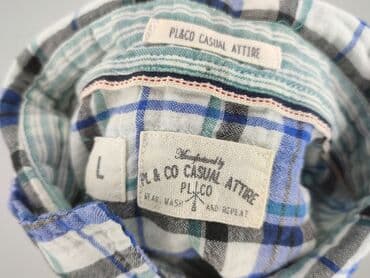 PL&CO CASUAL ATTIRE
L
Manufactured by
PL & CO CASUAL ATTIRE
PL CO
WEAR, WASH AND REPEAT